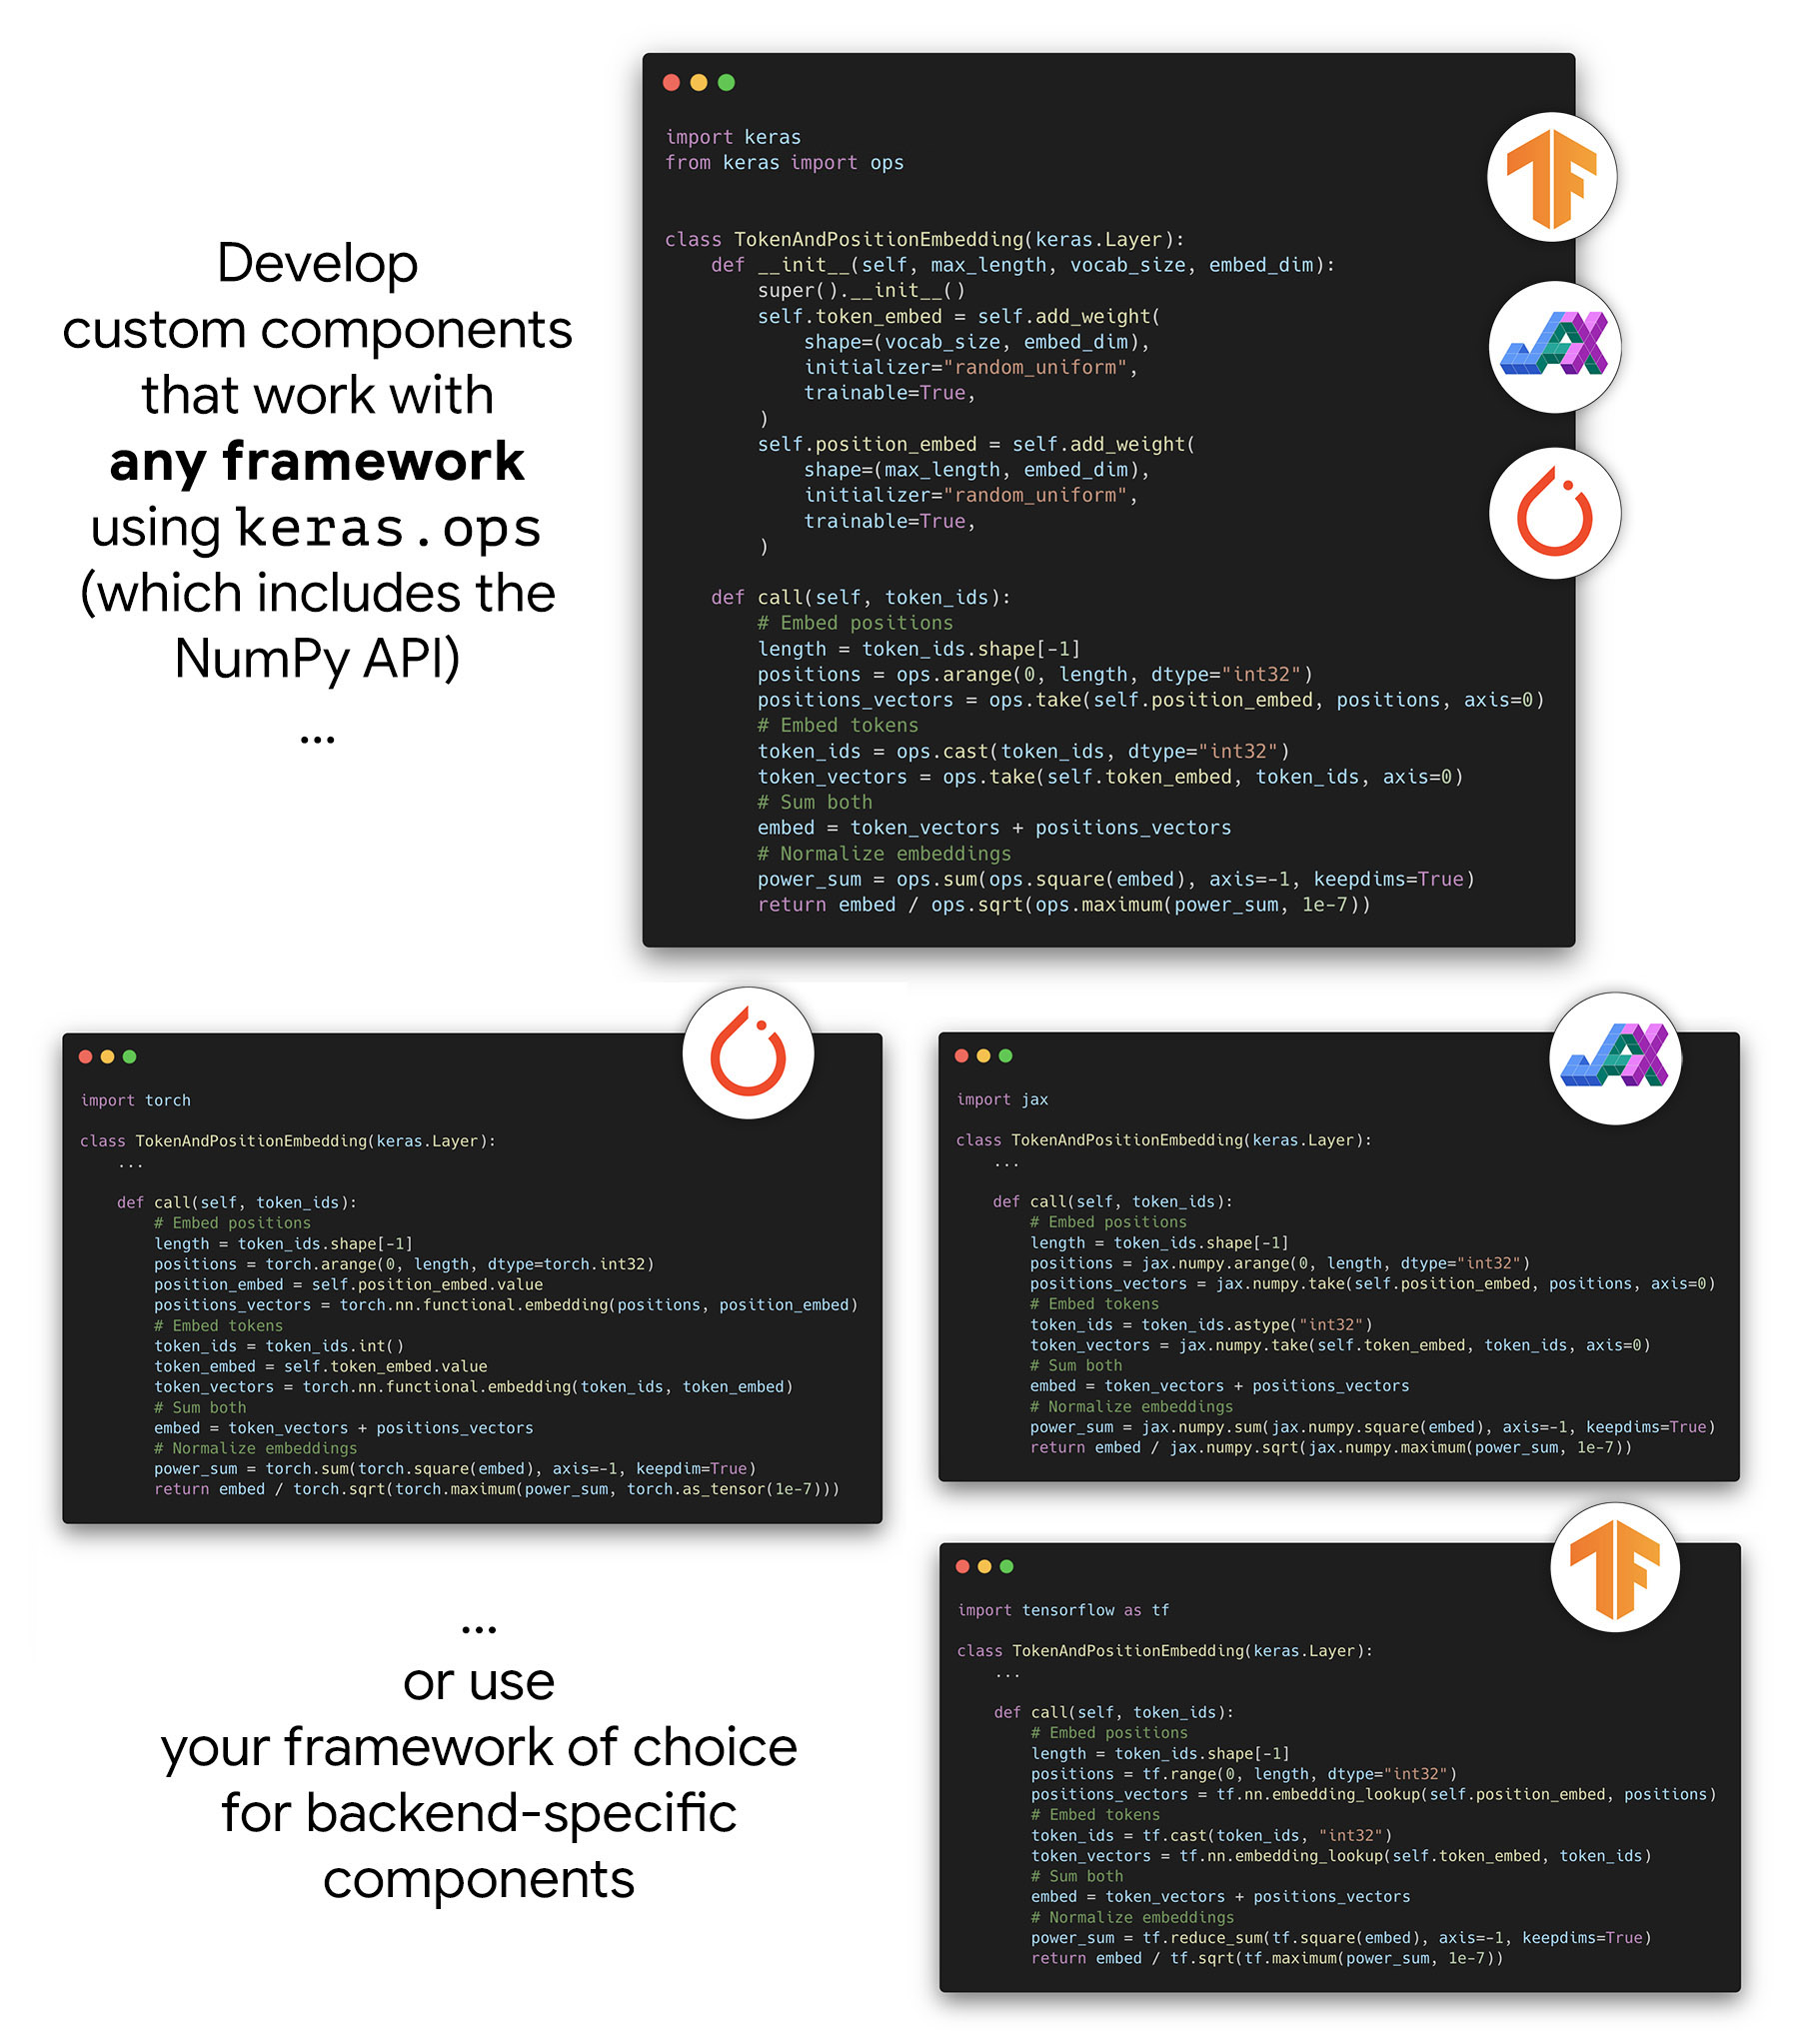 Develop
custom components
that work with
any framework
using keras.ops
(which includes the
NumPy API)
...
import keras
from keras import ops
class TokenAndPositionEmbedding(keras.Layer):
    def __init__(self, max_length, vocab_size, embed_dim):
        super().__init__()
        self.token_embed = self.add_weight(
            shape=(vocab_size, embed_dim),
            initializer="random_uniform",
            trainable=True,
        )
        self.position_embed = self.add_weight(
            shape=(max_length, embed_dim),
            initializer="random_uniform",
            trainable=True,
        )
    def call(self, token_ids):
        # Embed positions
        length = token_ids.shape[-1]
        positions = ops.arange(0, length, dtype="int32")
        positions_vectors = ops.take(self.position_embed, positions, axis=0)
        # Embed tokens
        token_ids = ops.cast(token_ids, dtype="int32")
        token_vectors = ops.take(self.token_embed, token_ids, axis=0)
        # Sum both
        embed = token_vectors + positions_vectors
        # Normalize embeddings
        power_sum = ops.sum(ops.square(embed), axis=-1, keepdims=True)
        return embed / ops.sqrt(ops.maximum(power_sum, 1e-7))
TF
JAX
import torch
class TokenAndPositionEmbedding(keras.Layer):
    ...
    def call(self, token_ids):
        # Embed positions
        length = token_ids.shape[-1]
        positions = torch.arange(0, length, dtype=torch.int32)
        position_embed = self.position_embed.value
        positions_vectors = torch.nn.functional.embedding(positions, position_embed)
        # Embed tokens
        token_ids = token_ids.int()
        token_embed = self.token_embed.value
        token_vectors = torch.nn.functional.embedding(token_ids, token_embed)
        # Sum both
        embed = token_vectors + positions_vectors
        # Normalize embeddings
        power_sum = torch.sum(torch.square(embed), axis=-1, keepdim=True)
        return embed / torch.sqrt(torch.maximum(power_sum, torch.as_tensor(1e-7)))
JAX
import jax
class TokenAndPositionEmbedding(keras.Layer):
    ...
    def call(self, token_ids):
        # Embed positions
        length = token_ids.shape[-1]
        positions = jax.numpy.arange(0, length, dtype="int32")
        positions_vectors = jax.numpy.take(self.position_embed, positions, axis=0)
        # Embed tokens
        token_ids = token_ids.astype("int32")
        token_vectors = jax.numpy.take(self.token_embed, token_ids, axis=0)
        # Sum both
        embed = token_vectors + positions_vectors
        # Normalize embeddings
        power_sum = jax.numpy.sum(jax.numpy.square(embed), axis=-1, keepdims=True)
        return embed / jax.numpy.sqrt(jax.numpy.maximum(power_sum, 1e-7))
...
or use
your framework of choice
for backend-specific
components
TF
import tensorflow as tf
class TokenAndPositionEmbedding(keras.Layer):
    ...
    def call(self, token_ids):
        # Embed positions
        length = token_ids.shape[-1]
        positions = tf.range(0, length, dtype="int32")
        positions_vectors = tf.nn.embedding_lookup(self.position_embed, positions)
        # Embed tokens
        token_ids = tf.cast(token_ids, "int32")
        token_vectors = tf.nn.embedding_lookup(self.token_embed, token_ids)
        # Sum both
        embed = token_vectors + positions_vectors
        # Normalize embeddings
        power_sum = tf.reduce_sum(tf.square(embed), axis=-1, keepdims=True)
        return embed / tf.sqrt(tf.maximum(power_sum, 1e-7))